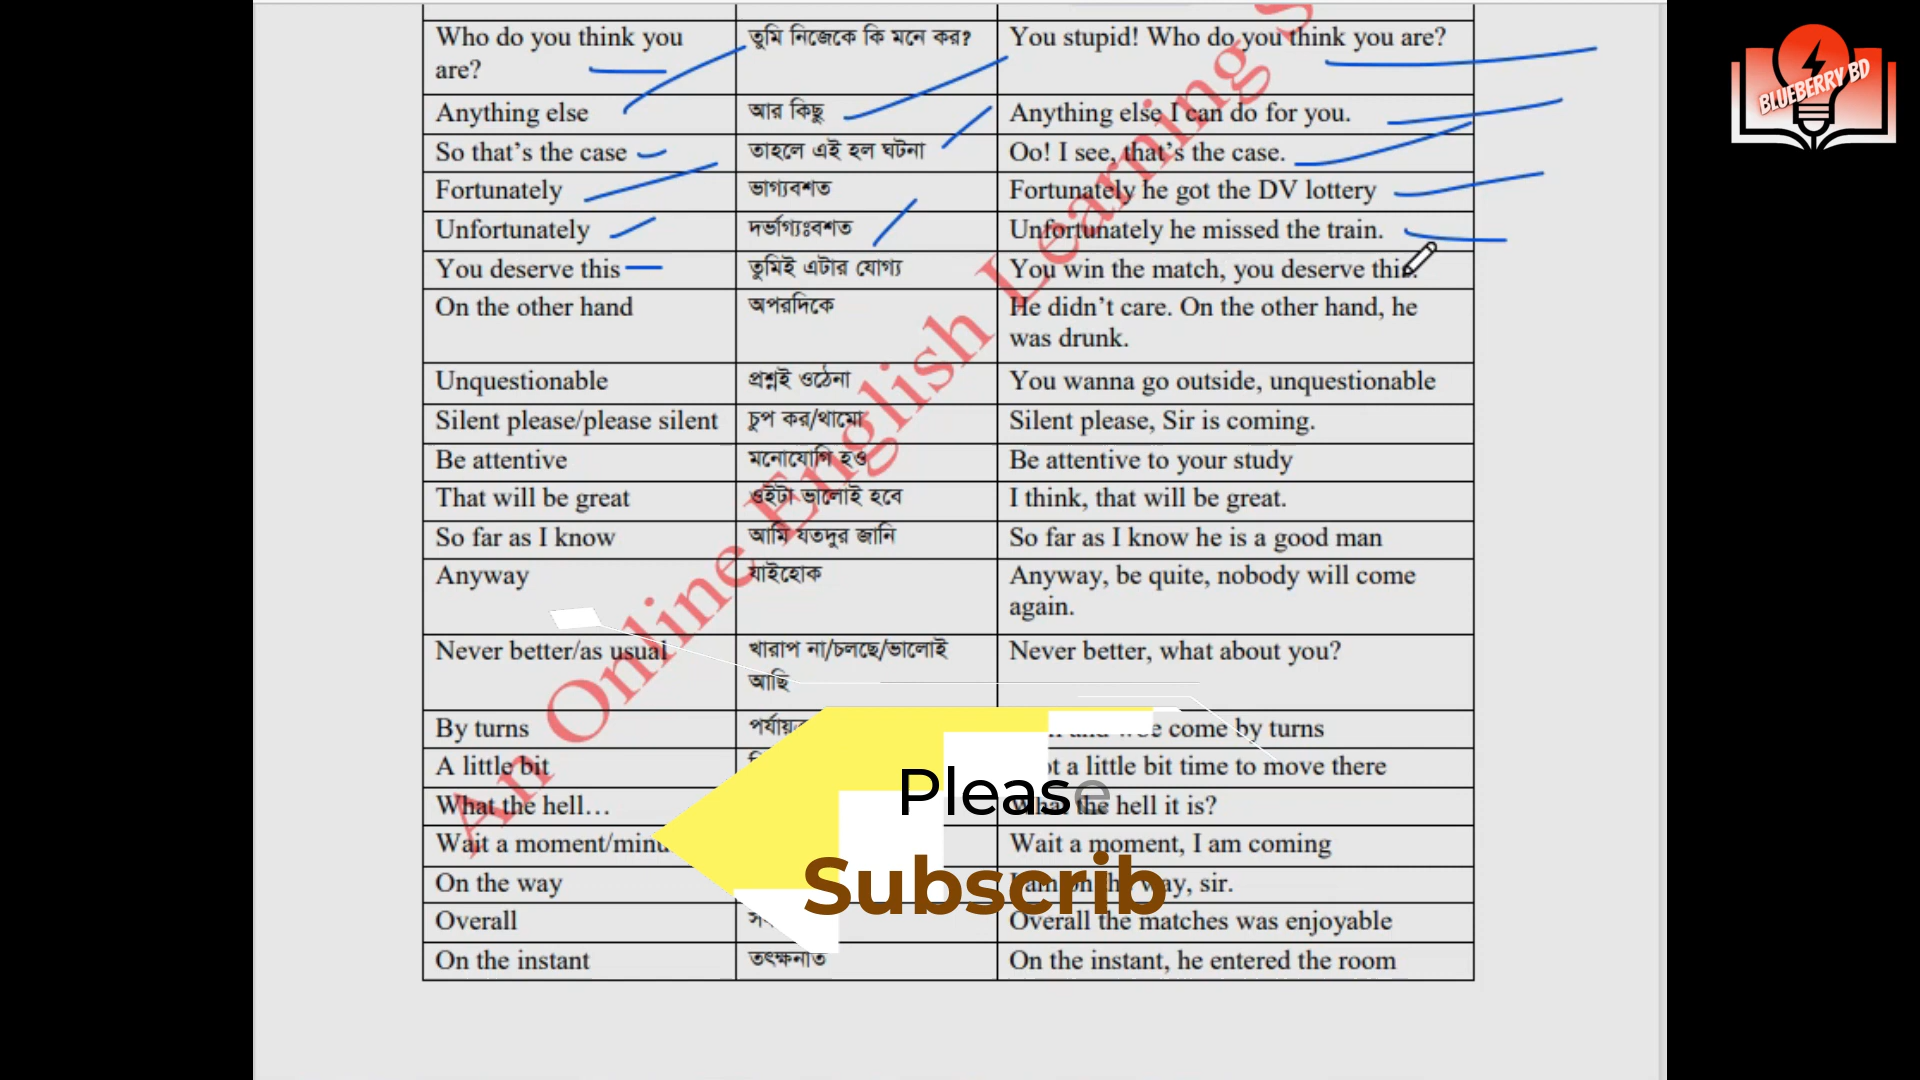 BLUEBERRY BD
Who do you think you তুমি নিজেকে কি মনে কর? You stupid! Who do you think you are?
are?
Anything else আর কিছু Anything else I can do for you.
So that's the case তাহলে এই হল ঘটনা Oo! I see, that's the case.
Fortunately ভাগ্যবশত Fortunately he got the DV lottery
Unfortunately দর্ভাগ্যঃবশত Unfortunately he missed the train.
You deserve this তুমিই এটার যোগ্য You win the match, you deserve this.
On the other hand অপরদিকে He didn't care. On the other hand, he
was drunk.
Unquestionable প্রশ্নই ওঠেনা You wanna go outside, unquestionable
Silent please/please silent চুপ কর/থামো Silent please, Sir is coming.
Be attentive মনোযোগি হও Be attentive to your study
That will be great ওইটা ভালোই হবে I think, that will be great.
So far as I know আমি যতদুর জানি So far as I know he is a good man
Anyway যাইহোক Anyway, be quite, nobody will come
again.
Never better/as usual খারাপ না/চলছে/ভালোই Never better, what about you?
আছি
By turns come by turns
A little bit a little bit time to move there
What the hell... What the hell it is?
Wait a moment/minu Wait a moment, I am coming
On the way I am on the way, sir.
Overall Overall the matches was enjoyable
On the instant তৎক্ষনাত On the instant, he entered the room
Please
Subscrib
An Online English Learning S